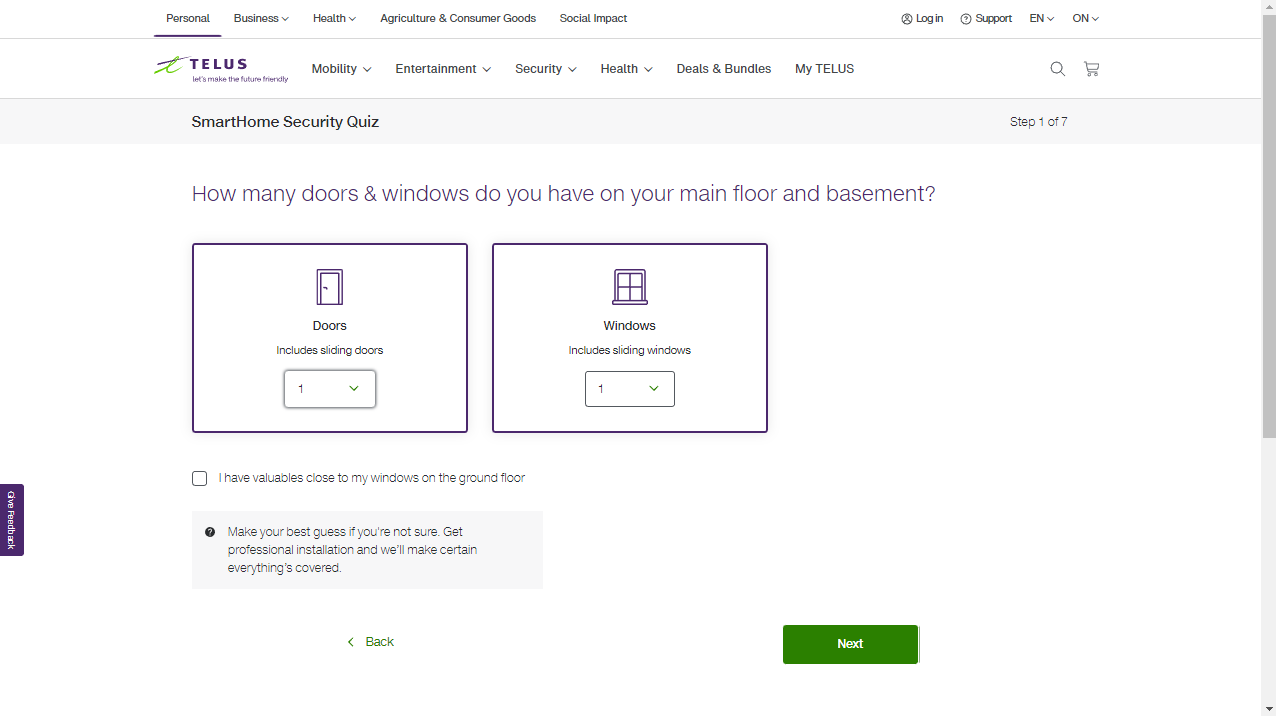 Personal Business Health Agriculture & Consumer Goods Social Impact Log in Support EN ON
TELUS
let's make the future friendly
Mobility Entertainment Security Health Deals & Bundles My TELUS
SmartHome Security Quiz Step 1 of 7
How many doors & windows do you have on your main floor and basement?
Doors
Includes sliding doors
1
Windows
Includes sliding windows
1
I have valuables close to my windows on the ground floor
Give Feedback
? Make your best guess if you're not sure. Get
professional installation and we'll make certain
everything's covered.
Back
Next